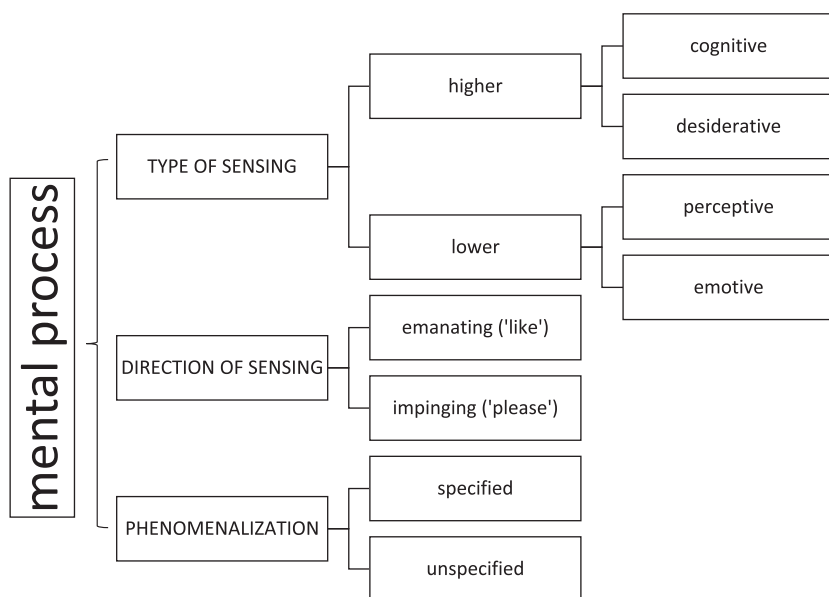 mental process
TYPE OF SENSING
higher
cognitive
desiderative
lower
perceptive
emotive
DIRECTION OF SENSING
emanating ('like')
impinging ('please')
PHENOMENALIZATION
specified
unspecified